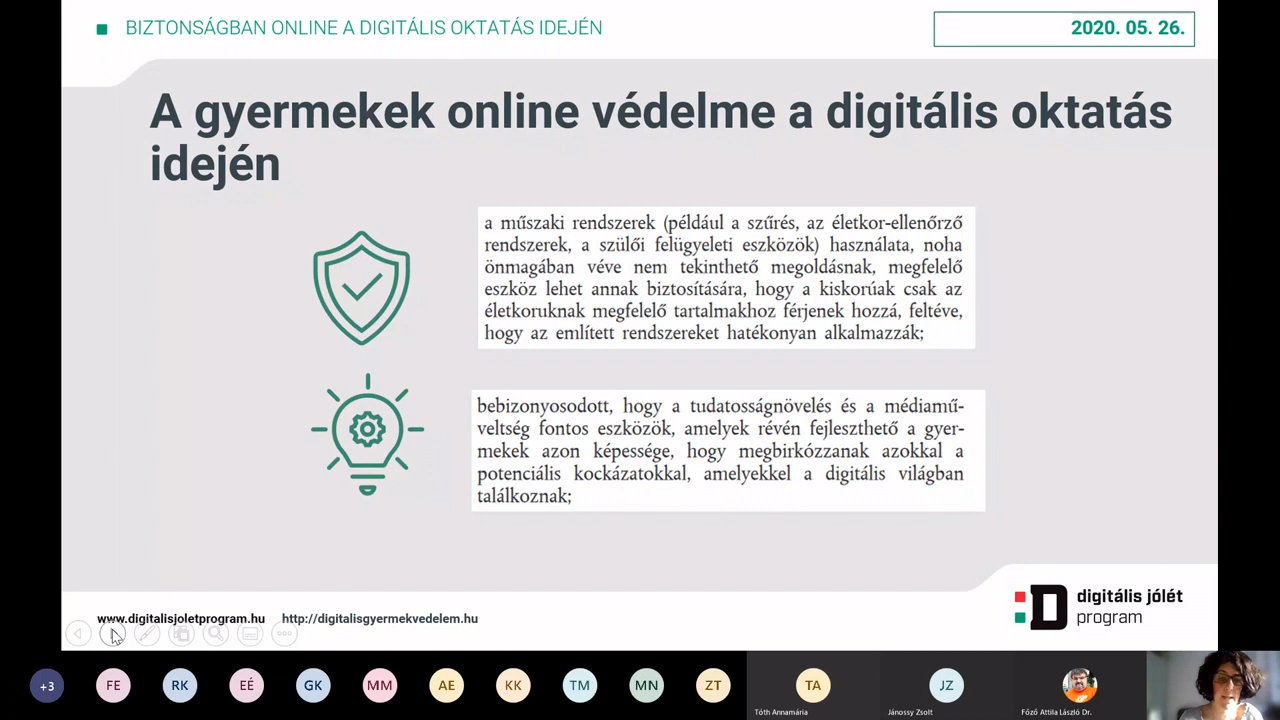 BIZTONSÁGBAN ONLINE A DIGITÁLIS OKTATÁS IDEJÉN
2020. 05. 26.
A gyermekek online védelme a digitális oktatás
idején
a műszaki rendszerek (például a szűrés, az életkor-ellenőrző
rendszerek, a szülői felügyeleti eszközök) használata, noha
önmagában véve nem tekinthető megoldásnak, megfelelő
eszköz lehet annak biztosítására, hogy a kiskorúak csak az
életkoruknak megfelelő tartalmakhoz férjenek hozzá, feltéve,
hogy az említett rendszereket hatékonyan alkalmazzák;
bebizonyosodott, hogy a tudatosságnövelés és a médiamű-
veltség fontos eszközök, amelyek révén fejleszthető a gyer-
mekek azon képessége, hogy megbirkózzanak azokkal a
potenciális kockázatokkal, amelyekkel a digitális világban
találkoznak;
www.digitalisjoletprogram.hu http://digitalisgyermekvedelem.hu
digitális jólét
program
+3 FE RK EÉ GK MM AE KK TM MN ZT TA JZ
Tóth Annamária Jánossy Zsolt Főző Attila László Dr.